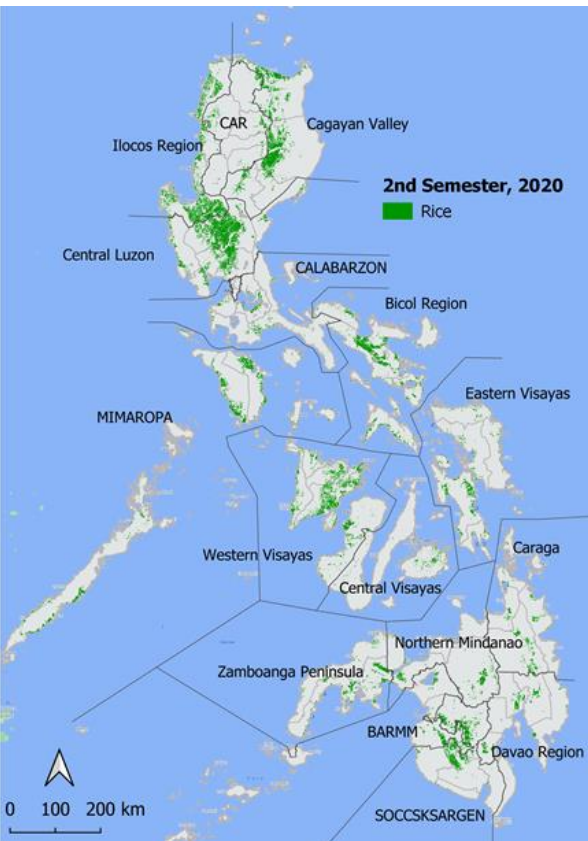 CAR
Cagayan Valley
Ilocos Region
2nd Semester, 2020
Rice
Central Luzon
CALABARZON
Bicol Region
Eastern Visayas
MIMAROPA
Western Visayas
Caraga
Central Visayas
Northern Mindanao
Zamboanga Peninsula
BARMM
Davao Region
SOCCSKSARGEN
0 100 200 km